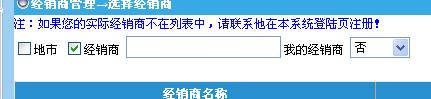 经销商管理→选择经销商
注：如果您的实际经销商不在列表中，请联系他在本系统登陆页注册！
地市 经销商 我的经销商 否
经销商名称